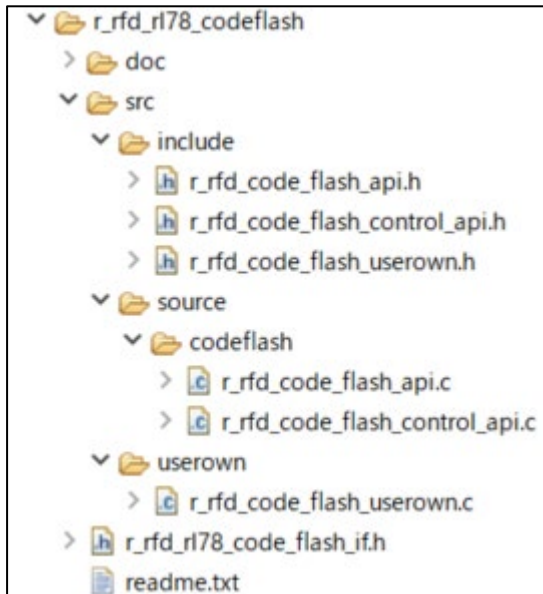 r_rfd_rl78_codeflash
doc
src
include
r_rfd_code_flash_api.h
r_rfd_code_flash_control_api.h
r_rfd_code_flash_userown.h
source
codeflash
r_rfd_code_flash_api.c
r_rfd_code_flash_control_api.c
userown
r_rfd_code_flash_userown.c
r_rfd_rl78_code_flash_if.h
readme.txt